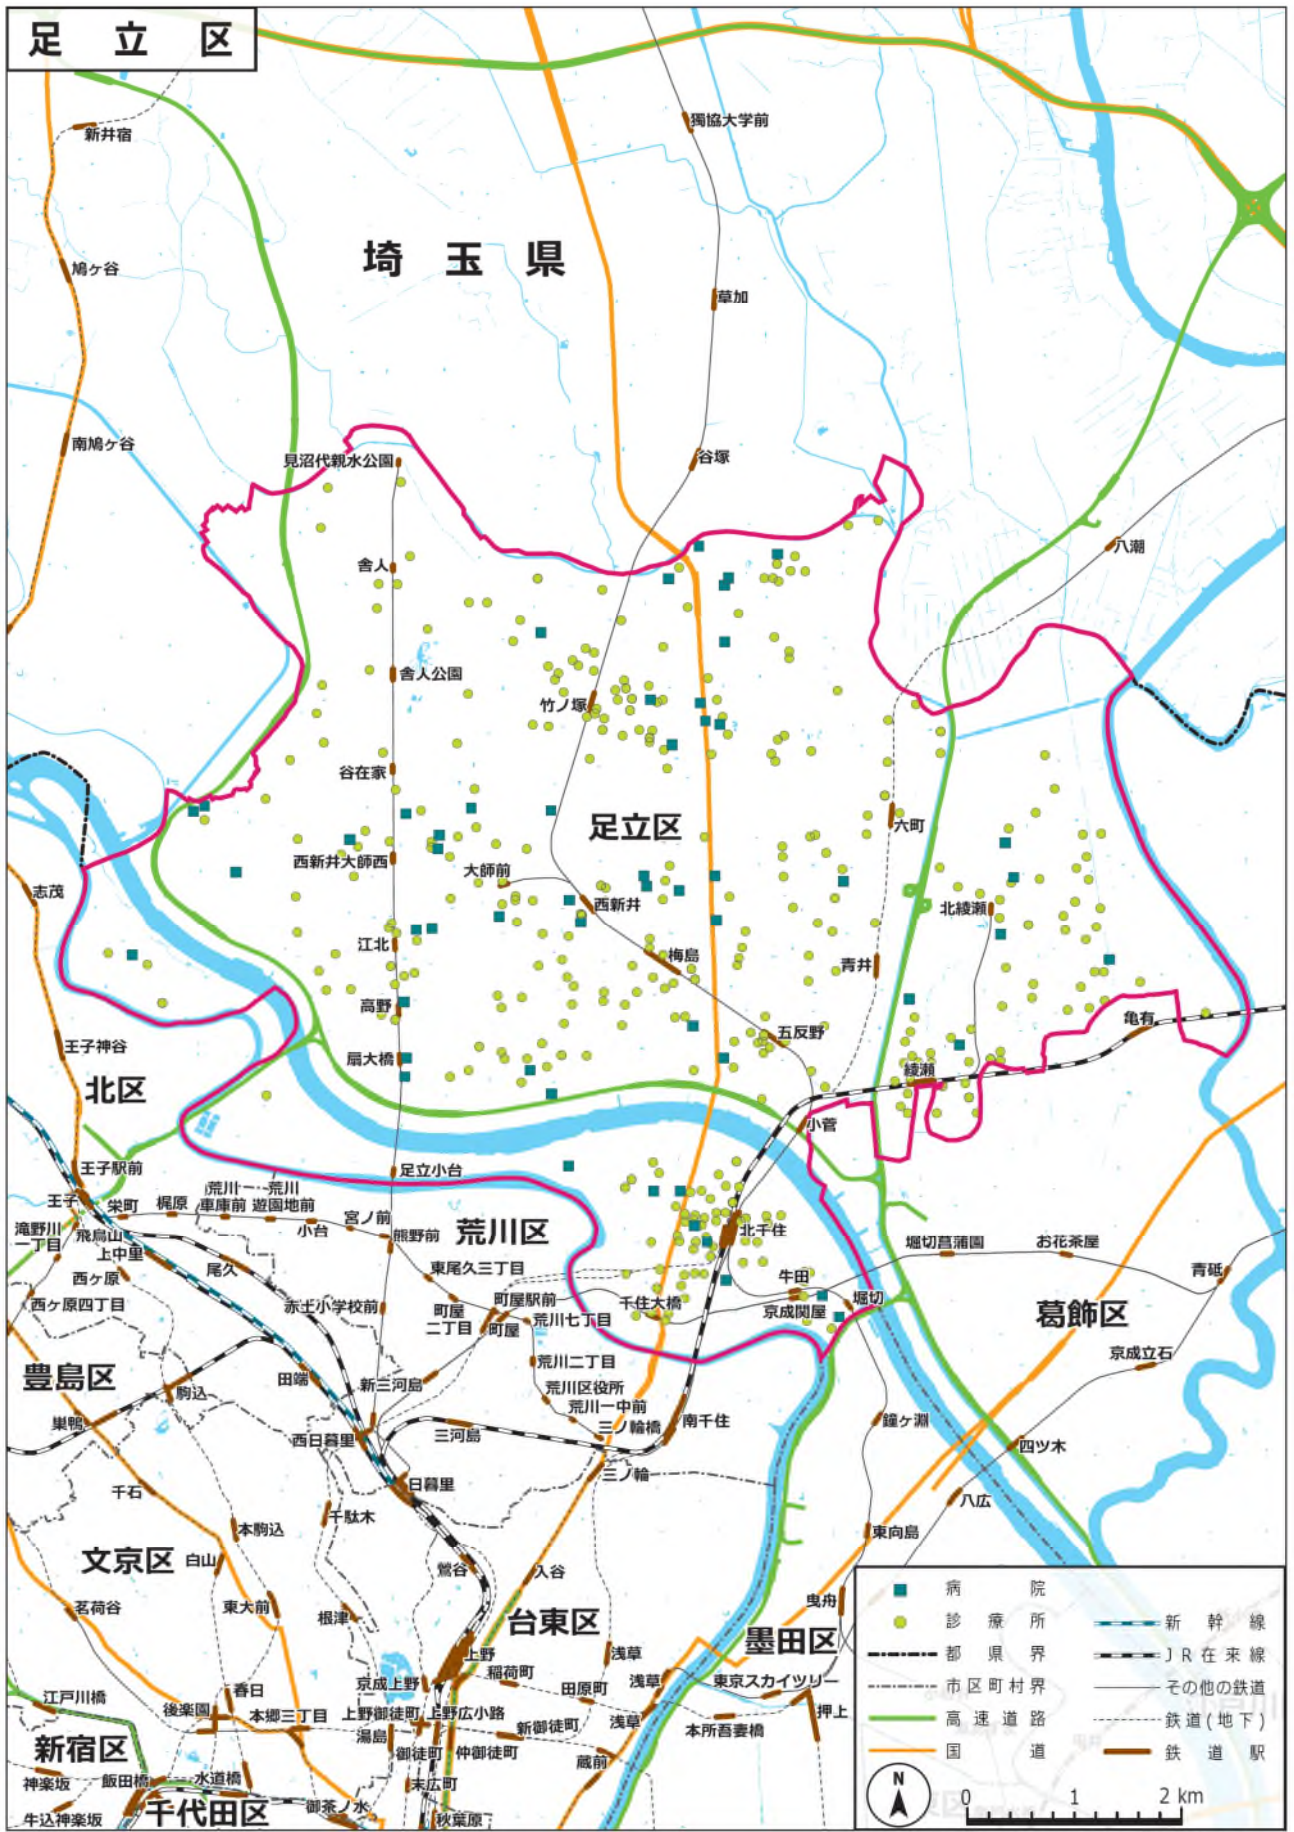 足立区
新井宿
獨協大学前
埼玉県
鳩ヶ谷
草加
南鳩ヶ谷
見沼代親水公園
谷塚
八潮
舎人
舎人公園
竹ノ塚
谷在家
足立区
六町
西新井大師西
大師前
志茂
西新井
北綾瀬
江北
梅島
青井
高野
亀有
五反野
王子神谷
扇大橋
綾瀬
北区
小菅
王子駅前
足立小台
荒川
車庫前
荒川
遊園地前
王子
栄町
梶原
小台
宮ノ前
荒川区
滝野川
一丁目
飛鳥山
熊野前
北千住
堀切菖蒲園
お花茶屋
上中里
尾久
西ヶ原
東尾久三丁目
牛田
青砥
西ヶ原四丁目
赤土小学校前
町屋
二丁目
町屋駅前
町屋
千住大橋
京成関屋
堀切
荒川七丁目
葛飾区
豊島区
荒川二丁目
京成立石
駒込
田端
新三河島
荒川区役所
荒川一中前
巣鴨
西日暮里
三河島
三ノ輪橋
南千住
鐘ヶ淵
四ツ木
三ノ輪
千石
日暮里
八広
本駒込
千駄木
東向島
文京区
白山
鶯谷
入谷
茗荷谷
東大前
根津
台東区
曳舟
墨田区
上野
浅草
京成上野
稲荷町
田原町
浅草
東京スカイツリー
江戸川橋
春日
後楽園
本郷三丁目
上野御徒町
上野広小路
新御徒町
浅草
本所吾妻橋
押上
湯島
新宿区
御徒町
仲御徒町
蔵前
神楽坂
飯田橋
水道橋
末広町
牛込神楽坂
千代田区
御茶ノ水
秋葉原
病院
診療所
都県界
市区町村界
高速道路
国道
新幹線
JR在来線
その他の鉄道
鉄道(地下)
鉄道駅
N
0 1 2 km